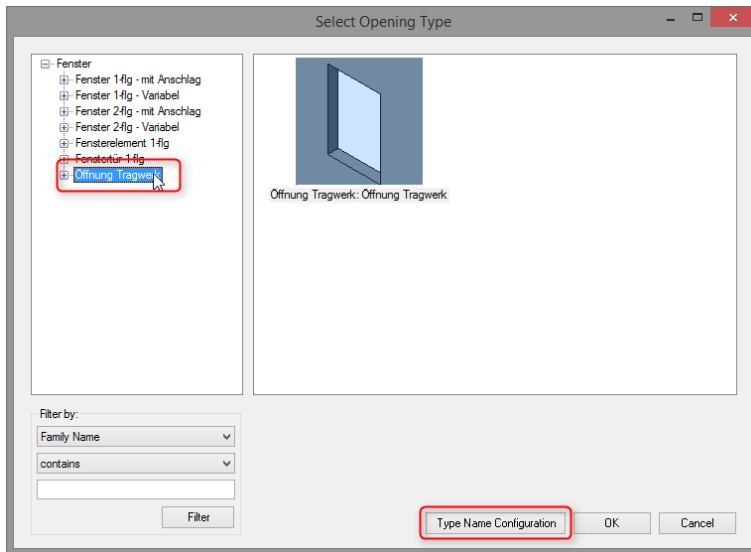 Select Opening Type
Fenster
Fenster 1-flg - mit Anschlag
Fenster 1-flg - Variabel
Fenster 2-flg - mit Anschlag
Fenster 2-flg - Variabel
Fensterelement 1-flg
Fenstertür 1-flg
Öffnung Tragwerk
Öffnung Tragwerk: Öffnung Tragwerk
Filter by:
Family Name
contains
Filter
Type Name Configuration
OK
Cancel